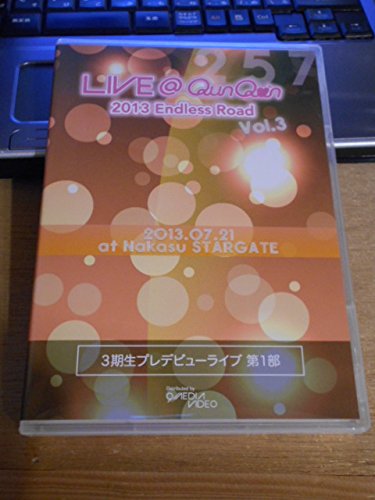 257
LIVE @ QunQun
2013 Endless Road
Vol.3
2013.07.21
at Nakasu STARGATE
3期生プレデビューライブ 第1部
Distributed by
QMEDIA
VIDEO